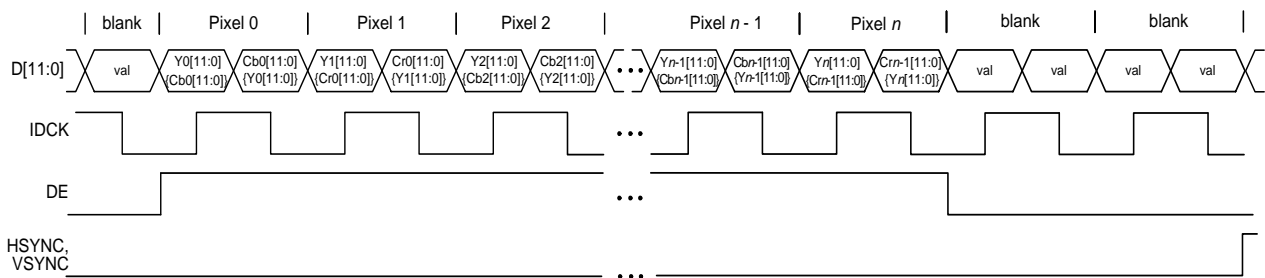 blank Pixel 0 Pixel 1 Pixel 2 Pixel n - 1 Pixel n blank blank
D[11:0] val Y0[11:0] Cb0[11:0] Y1[11:0] Cr0[11:0] Y2[11:0] Cb2[11:0] ••• Yn-1[11:0] Cbn-1[11:0] Yn[11:0] Crn-1[11:0] val val val val
{Cb0[11:0]} {Y0[11:0]} {Cr0[11:0]} {Y1[11:0]} {Cb2[11:0]} {Y2[11:0]} {Cbn-1[11:0]} {Yn-1[11:0]} {Crn-1[11:0]} {Yn[11:0]}
IDCK •••
DE •••
HSYNC,
VSYNC •••